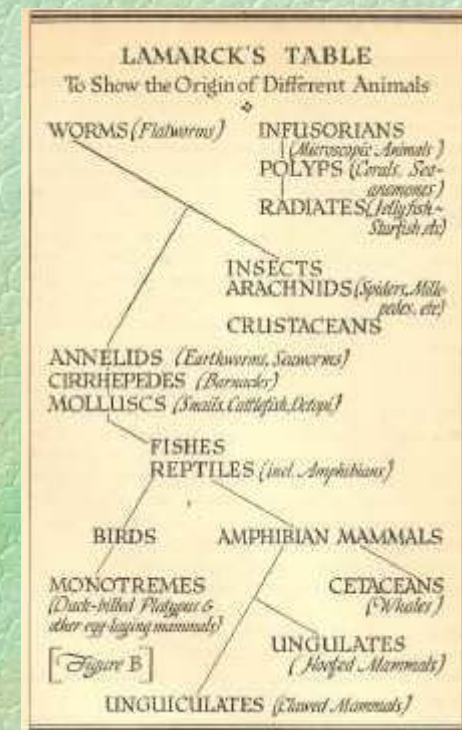 LAMARCK'S TABLE
To Show the Origin of Different Animals
WORMS (Flatworms)
INFUSORIANS
(Microscopic Animals)
POLYPS (Corals, Sea-
anemones)
RADIATES (Jellyfish-
Starfish etc)
INSECTS
ARACHNIDS (Spiders, Mille-
pedes, etc)
CRUSTACEANS
ANNELIDS (Earthworms, Seaworms)
CIRRHEPEDES (Barnacles)
MOLLUSCS (Snails, Cuttlefish, Octopi)
FISHES
REPTILES (incl. Amphibians)
BIRDS
AMPHIBIAN MAMMALS
MONOTREMES
(Duck-billed Platypus &
other egg-laying mammals)
CETACEANS
(Whales)
UNGULATES
(Hoofed Mammals)
[Figure B]
UNGUICULATES (Clawed Mammals)